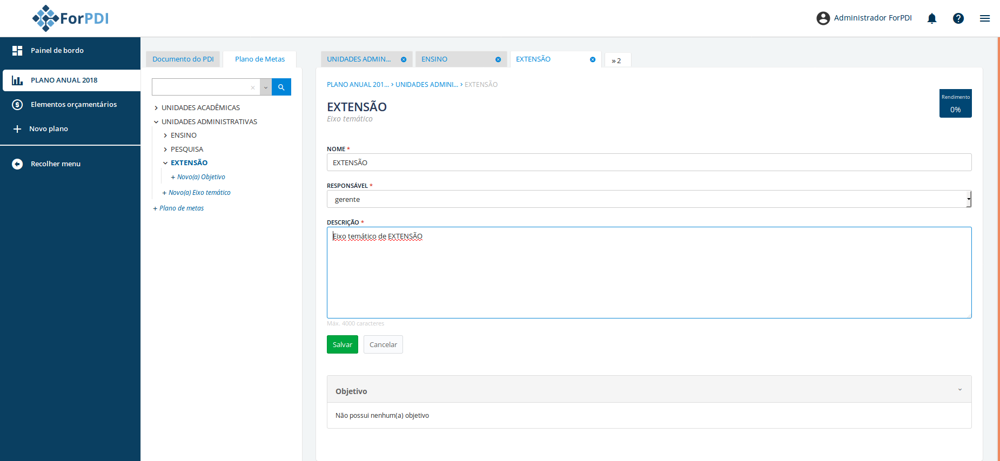 ForPDI
Administrador ForPDI
Painel de bordo
PLANO ANUAL 2018
Elementos orçamentários
Novo plano
Recolher menu
Documento do PDI
Plano de Metas
UNIDADES ACADÊMICAS
UNIDADES ADMINISTRATIVAS
ENSINO
PESQUISA
EXTENSÃO
+ Novo(a) Objetivo
+ Novo(a) Eixo temático
+ Plano de metas
UNIDADES ADMIN...
ENSINO
EXTENSÃO
» 2
PLANO ANUAL 201... › UNIDADES ADMINI... › EXTENSÃO
EXTENSÃO
Eixo temático
Rendimento
0%
NOME *
EXTENSÃO
RESPONSÁVEL *
gerente
DESCRIÇÃO *
Eixo temático de EXTENSÃO
Máx. 4000 caracteres
Salvar
Cancelar
Objetivo
Não possui nenhum(a) objetivo